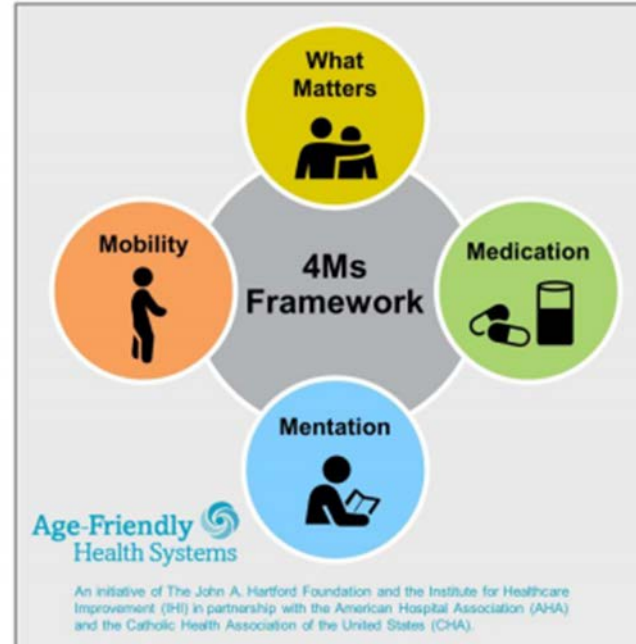 What
Matters
Mobility
4Ms
Framework
Medication
Mentation
Age-Friendly
Health Systems
An initiative of The John A. Hartford Foundation and the Institute for Healthcare
Improvement (IHI) in partnership with the American Hospital Association (AHA)
and the Catholic Health Association of the United States (CHA).